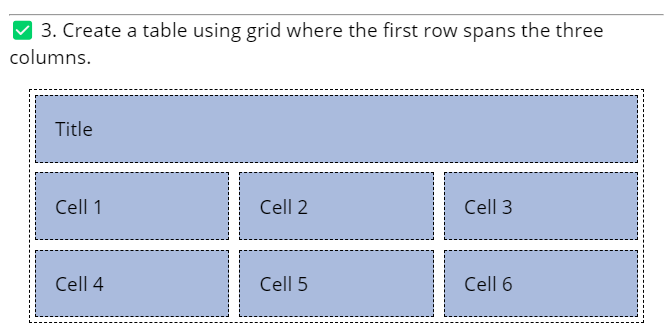 ✅ 3. Create a table using grid where the first row spans the three
columns.
Title
Cell 1 Cell 2 Cell 3
Cell 4 Cell 5 Cell 6